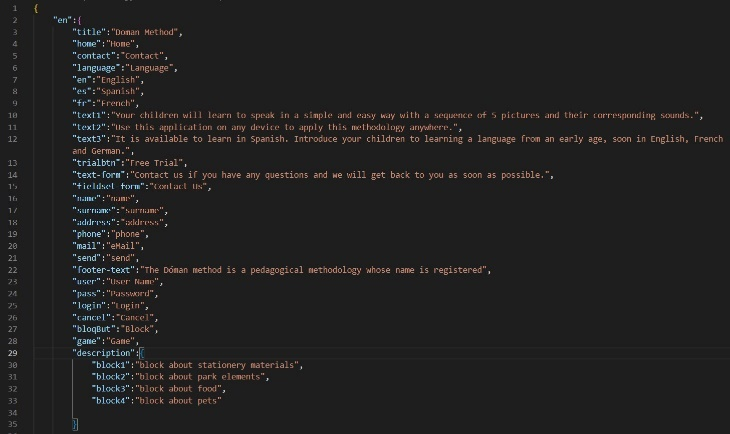 1 {
2 "en":{
3 "title":"Doman Method",
4 "home":"Home",
5 "contact":"Contact",
6 "language":"Language",
7 "en":"English",
8 "es":"Spanish",
9 "fr":"French",
10 "text1":"Your children will learn to speak in a simple and easy way with a sequence of 5 pictures and their corresponding sounds.",
11 "text2":"Use this application on any device to apply this methodology anywhere.",
12 "text3":"It is available to learn in Spanish. Introduce your children to learning a language from an early age, soon in English, French
and German.",
13 "trialbtn":"Free Trial",
14 "text-form":"Contact us if you have any questions and we will get back to you as soon as possible.",
15 "fieldset-form":"Contact Us",
16 "name":"name",
17 "surname":"surname",
18 "address":"address",
19 "phone":"phone",
20 "mail":"eMail",
21 "send":"send",
22 "footer-text":"The Dóman method is a pedagogical methodology whose name is registered",
23 "user":"User Name",
24 "pass":"Password",
25 "login":"Login",
26 "cancel":"Cancel",
27 "bloqBut":"Block",
28 "game":"Game",
29 "description":{
30 "block1":"block about stationery materials",
31 "block2":"block about park elements",
32 "block3":"block about food",
33 "block4":"block about pets"
34
35 }